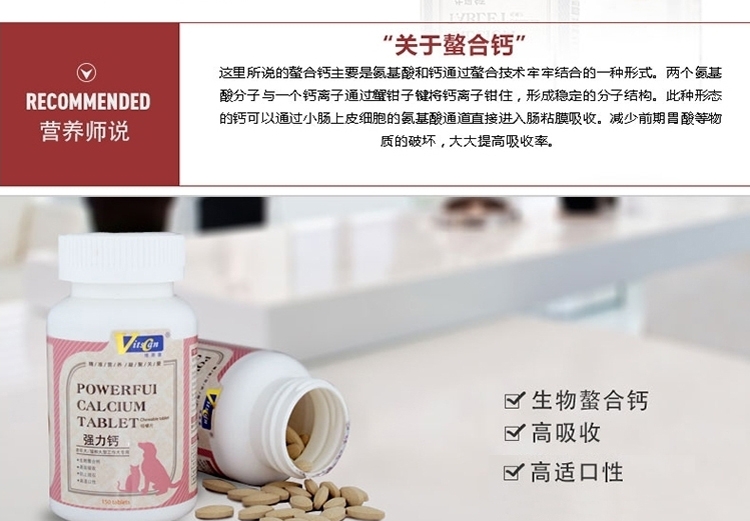 “关于螯合钙”
RECOMMENDED
营养师说
这里所说的螯合钙主要是氨基酸和钙通过螯合技术牢牢结合的一种形式。两个氨基
酸分子与一个钙离子通过蟹钳子键将钙离子钳住，形成稳定的分子结构。此种形态
的钙可以通过小肠上皮细胞的氨基酸通道直接进入肠粘膜吸收。减少前期胃酸等物
质的破坏，大大提高吸收率。
VitsCan
POWERFUl
CALCIUM
TABLET
Chewable tablet
强力钙
150 tablets
生物螯合钙
高吸收
高适口性